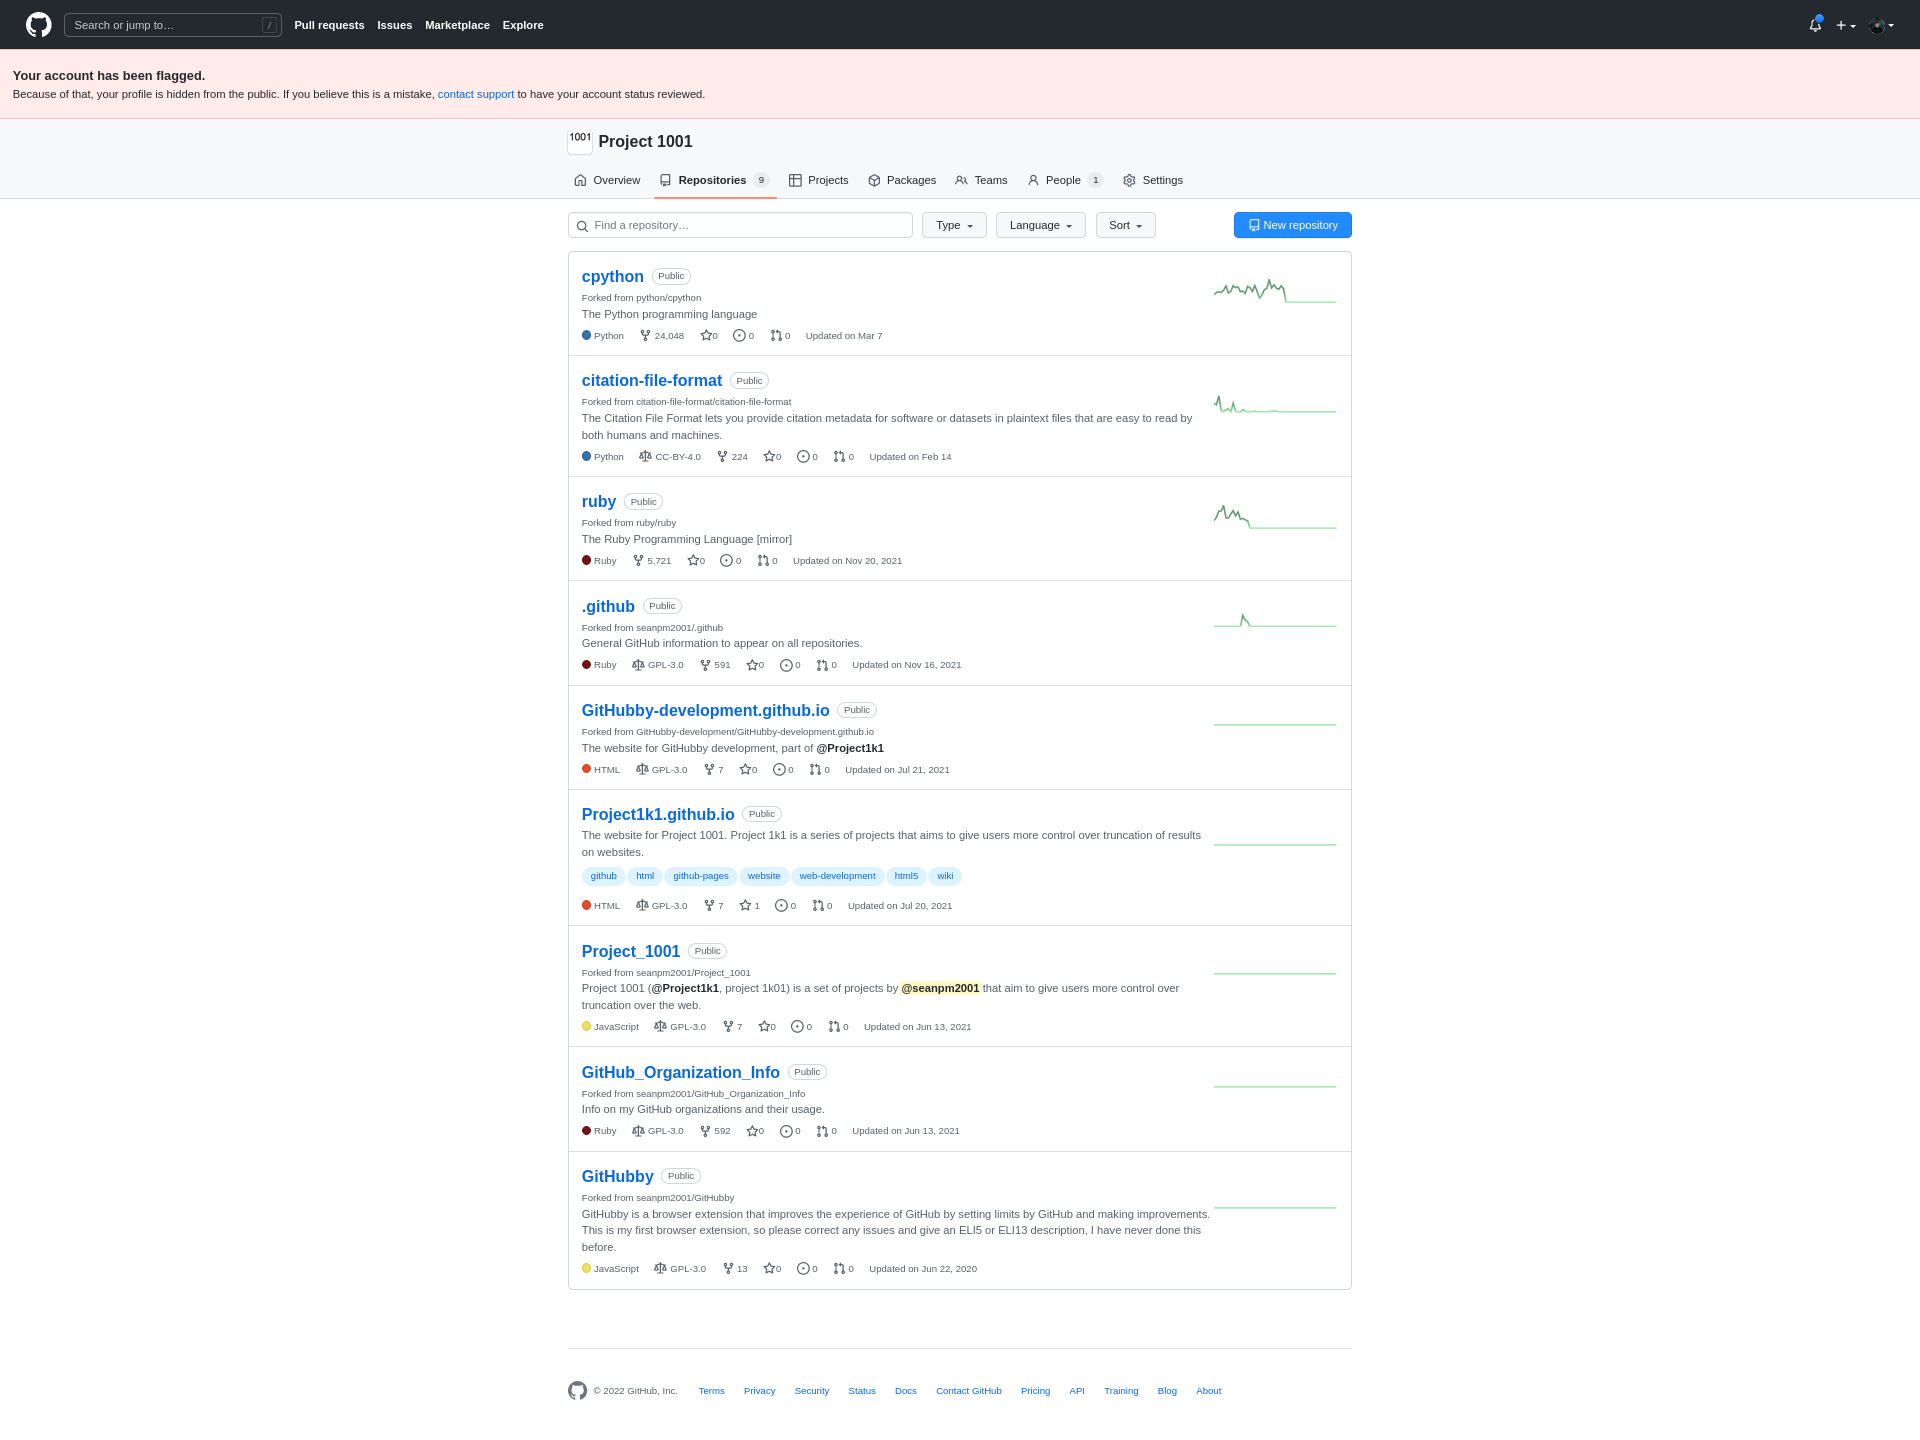 Search or jump to… /
Pull requests Issues Marketplace Explore
Your account has been flagged.
Because of that, your profile is hidden from the public. If you believe this is a mistake, contact support to have your account status reviewed.
1001 Project 1001
Overview Repositories 9 Projects Packages Teams People 1 Settings
Find a repository… Type Language Sort New repository
cpython Public
Forked from python/cpython
The Python programming language
Python 24,048 0 0 0 Updated on Mar 7
citation-file-format Public
Forked from citation-file-format/citation-file-format
The Citation File Format lets you provide citation metadata for software or datasets in plaintext files that are easy to read by
both humans and machines.
Python CC-BY-4.0 224 0 0 0 Updated on Feb 14
ruby Public
Forked from ruby/ruby
The Ruby Programming Language [mirror]
Ruby 5,721 0 0 0 Updated on Nov 20, 2021
.github Public
Forked from seanpm2001/.github
General GitHub information to appear on all repositories.
Ruby GPL-3.0 591 0 0 0 Updated on Nov 16, 2021
GitHubby-development.github.io Public
Forked from GitHubby-development/GitHubby-development.github.io
The website for GitHubby development, part of @Project1k1
HTML GPL-3.0 7 0 0 0 Updated on Jul 21, 2021
Project1k1.github.io Public
The website for Project 1001. Project 1k1 is a series of projects that aims to give users more control over truncation of results
on websites.
github html github-pages website web-development html5 wiki
HTML GPL-3.0 7 1 0 0 Updated on Jul 20, 2021
Project_1001 Public
Forked from seanpm2001/Project_1001
Project 1001 (@Project1k1, project 1k01) is a set of projects by @seanpm2001 that aim to give users more control over
truncation over the web.
JavaScript GPL-3.0 7 0 0 0 Updated on Jun 13, 2021
GitHub_Organization_Info Public
Forked from seanpm2001/GitHub_Organization_Info
Info on my GitHub organizations and their usage.
Ruby GPL-3.0 592 0 0 0 Updated on Jun 13, 2021
GitHubby Public
Forked from seanpm2001/GitHubby
GitHubby is a browser extension that improves the experience of GitHub by setting limits by GitHub and making improvements.
This is my first browser extension, so please correct any issues and give an ELI5 or ELI13 description, I have never done this
before.
JavaScript GPL-3.0 13 0 0 0 Updated on Jun 22, 2020
© 2022 GitHub, Inc. Terms Privacy Security Status Docs Contact GitHub Pricing API Training Blog About